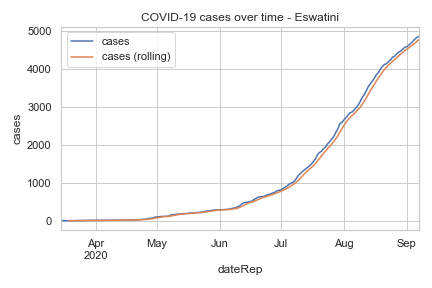 COVID-19 cases over time - Eswatini
cases
cases (rolling)
5000
4000
3000
2000
1000
0
cases
Apr
2020
May
Jun
Jul
Aug
Sep
dateRep